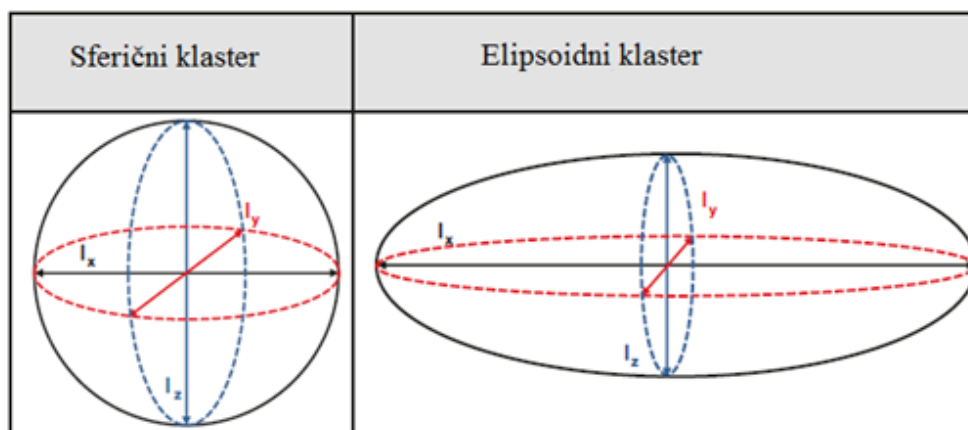 Sferični klaster
Elipsoidni klaster
lx
ly
lz
lx
ly
lz